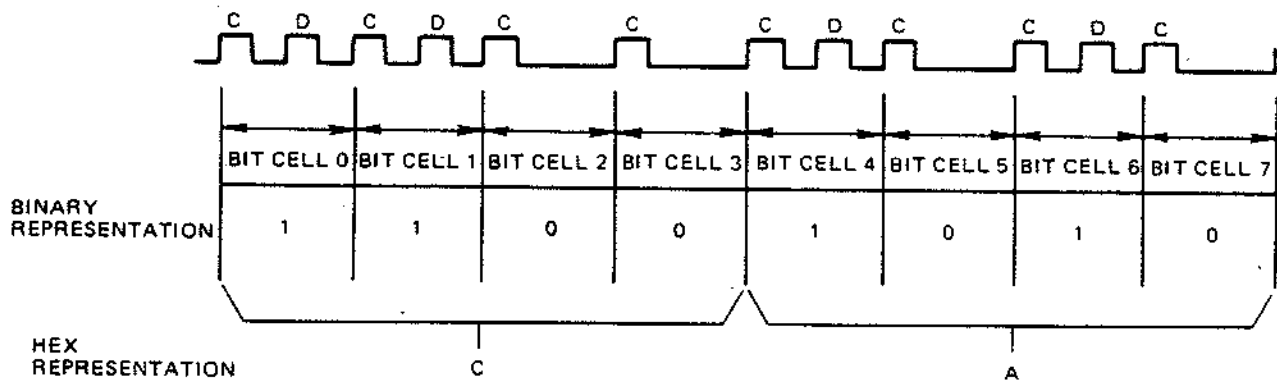 C D C D C C C D C C D C
BIT CELL 0 BIT CELL 1 BIT CELL 2 BIT CELL 3 BIT CELL 4 BIT CELL 5 BIT CELL 6 BIT CELL 7
BINARY
REPRESENTATION 1 1 0 0 1 0 1 0
HEX
REPRESENTATION C A